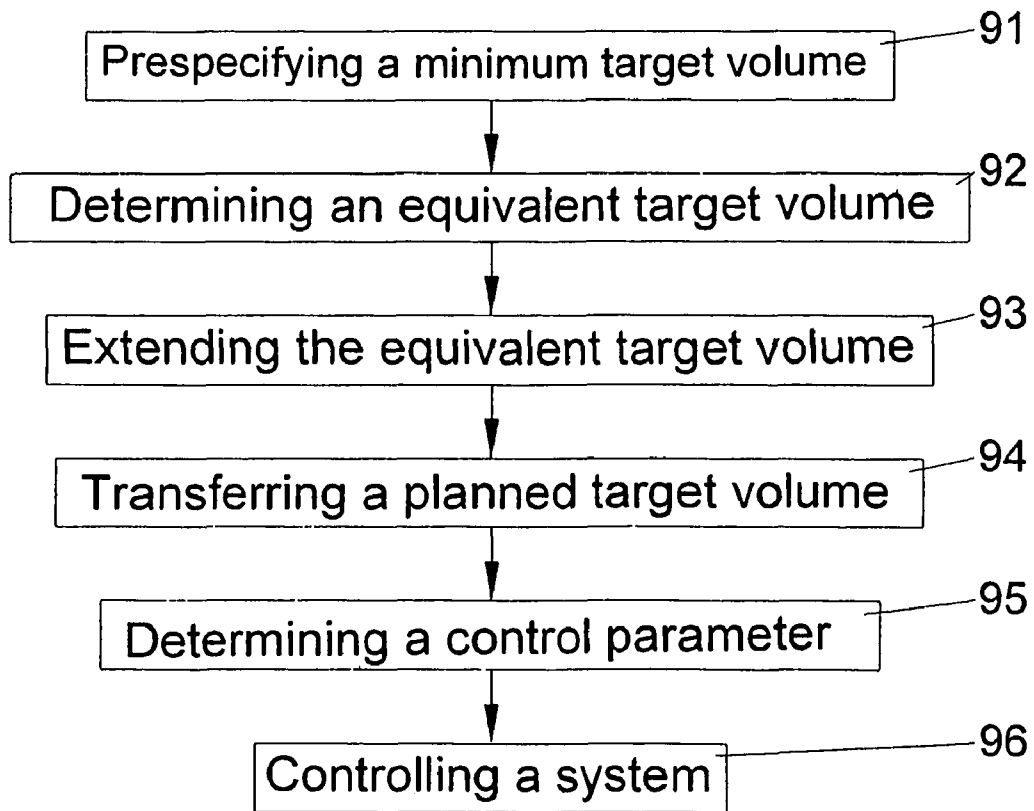 91
Prespecifying a minimum target volume
92
Determining an equivalent target volume
93
Extending the equivalent target volume
94
Transferring a planned target volume
95
Determining a control parameter
96
Controlling a system